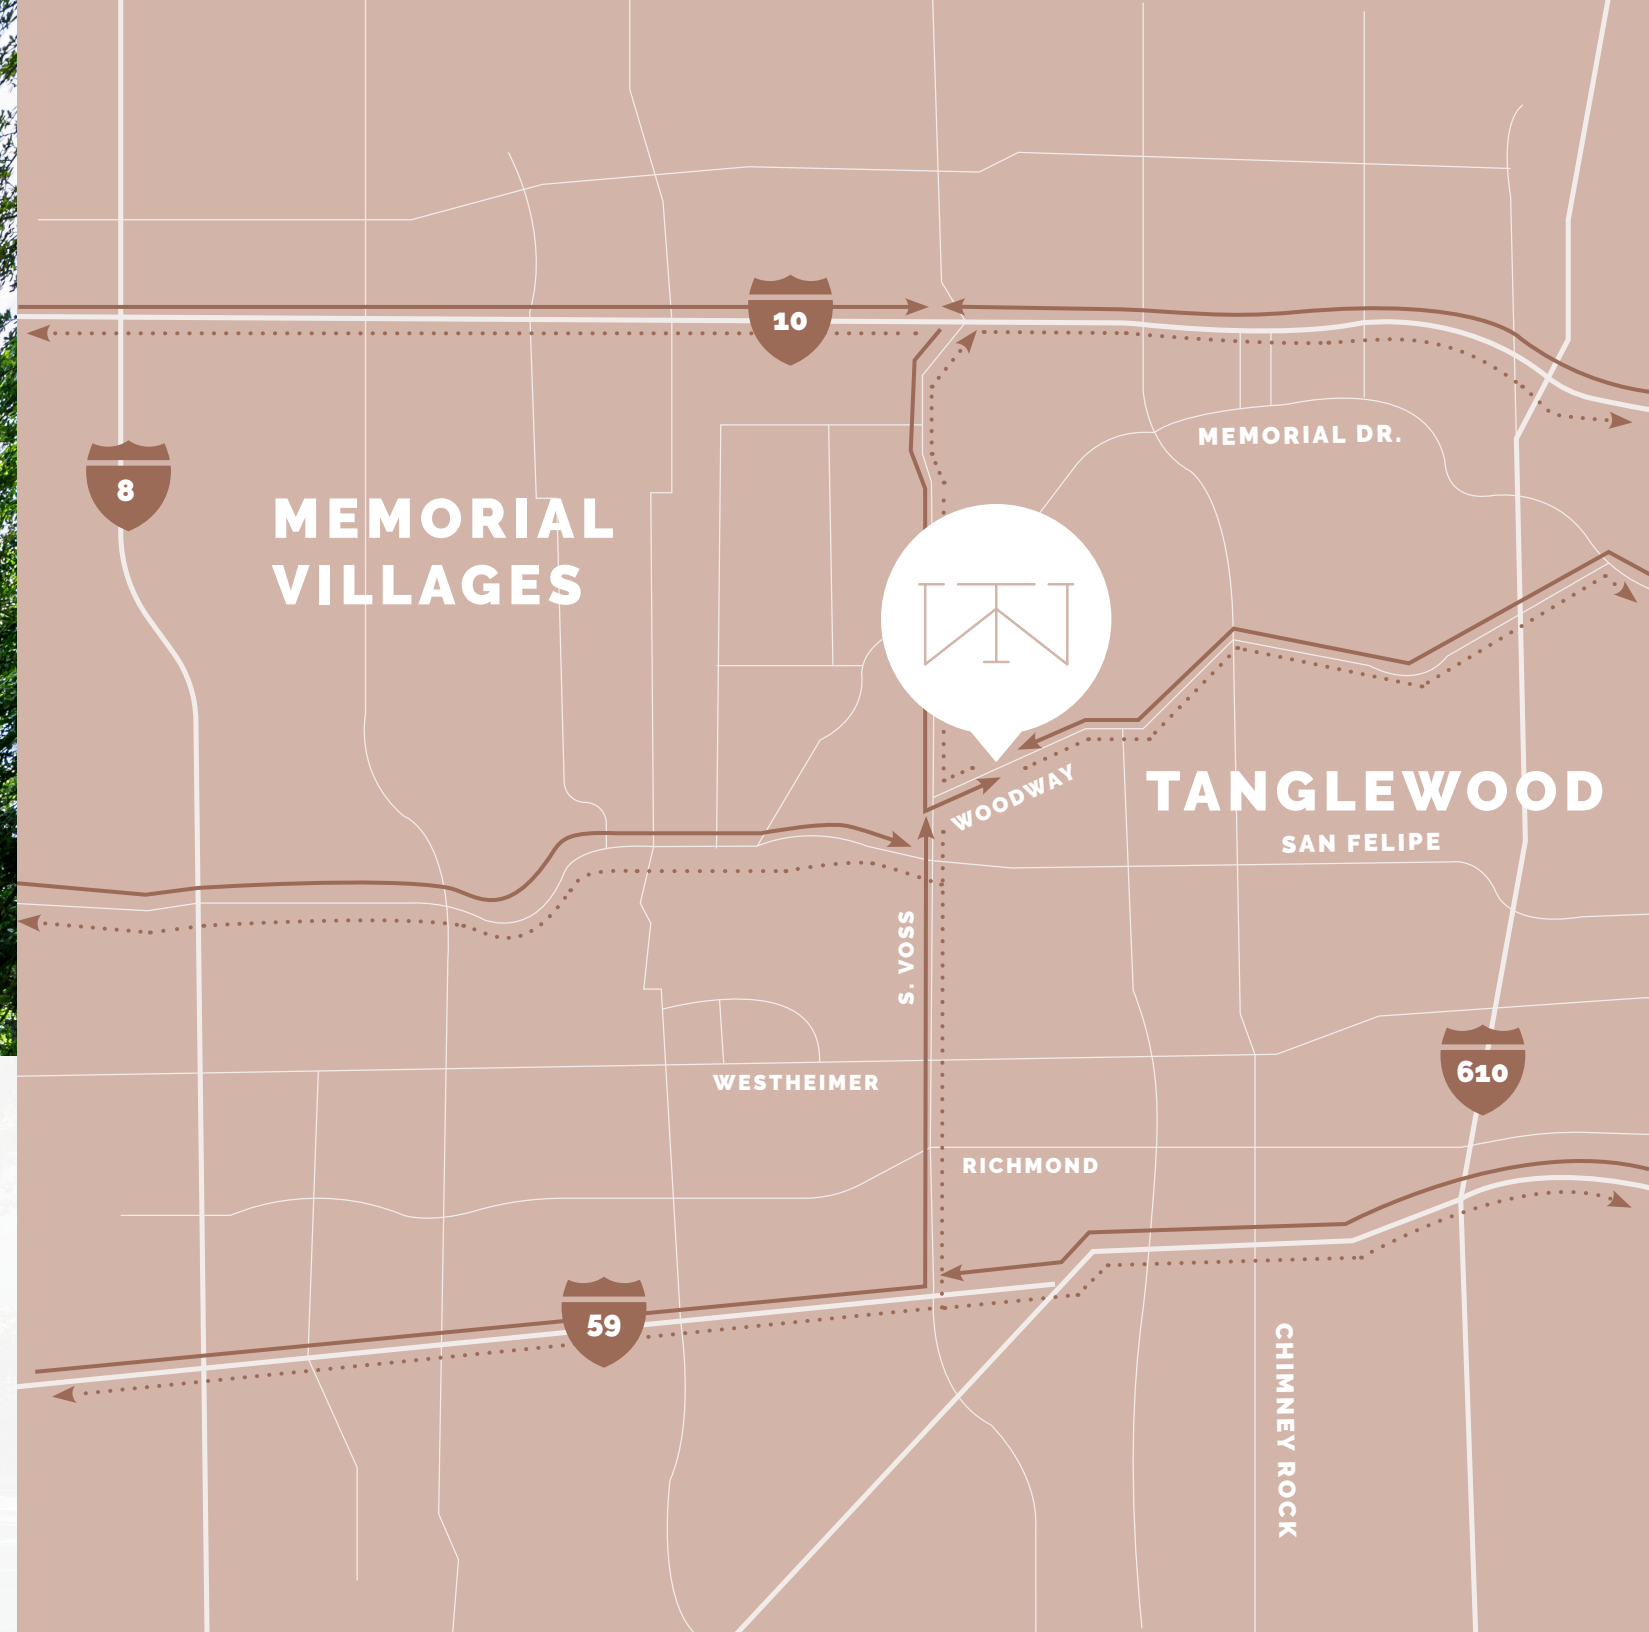 10
MEMORIAL DR.
8
MEMORIAL
VILLAGES
WOODWAY
TANGLEWOOD
SAN FELIPE
S. VOSS
610
WESTHEIMER
RICHMOND
59
CHIMNEY ROCK